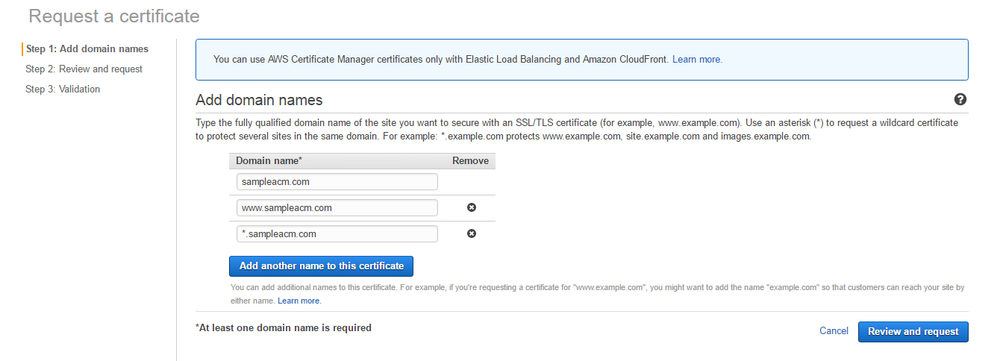 Request a certificate
Step 1: Add domain names
Step 2: Review and request
Step 3: Validation
You can use AWS Certificate Manager certificates only with Elastic Load Balancing and Amazon CloudFront. Learn more.
Add domain names
Type the fully qualified domain name of the site you want to secure with an SSL/TLS certificate (for example, www.example.com). Use an asterisk (*) to request a wildcard certificate
to protect several sites in the same domain. For example: *.example.com protects www.example.com, site.example.com and images.example.com.
Domain name* Remove
sampleacm.com
www.sampleacm.com
*.sampleacm.com
Add another name to this certificate
You can add additional names to this certificate. For example, if you're requesting a certificate for "www.example.com", you might want to add the name "example.com" so that customers can reach your site by
either name. Learn more.
*At least one domain name is required
Cancel Review and request